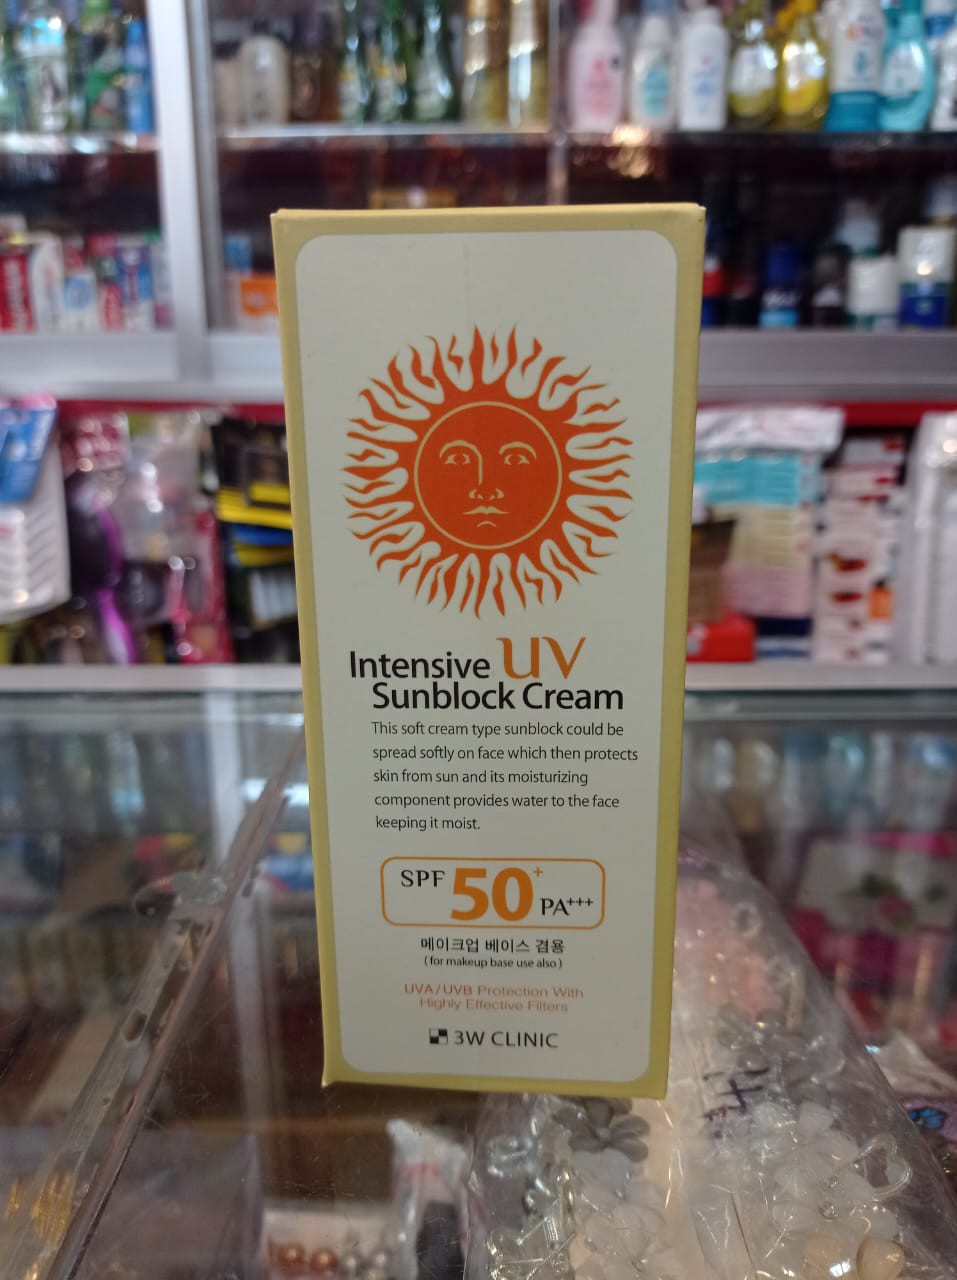 Intensive UV
Sunblock Cream
This soft cream type sunblock could be
spread softly on face which then protects
skin from sun and its moisturizing
component provides water to the face
keeping it moist.
SPF 50+ PA+++
메이크업 베이스 겸용
(for makeup base use also)
UVA/UVB Protection With
Highly Effective Filters
3W CLINIC